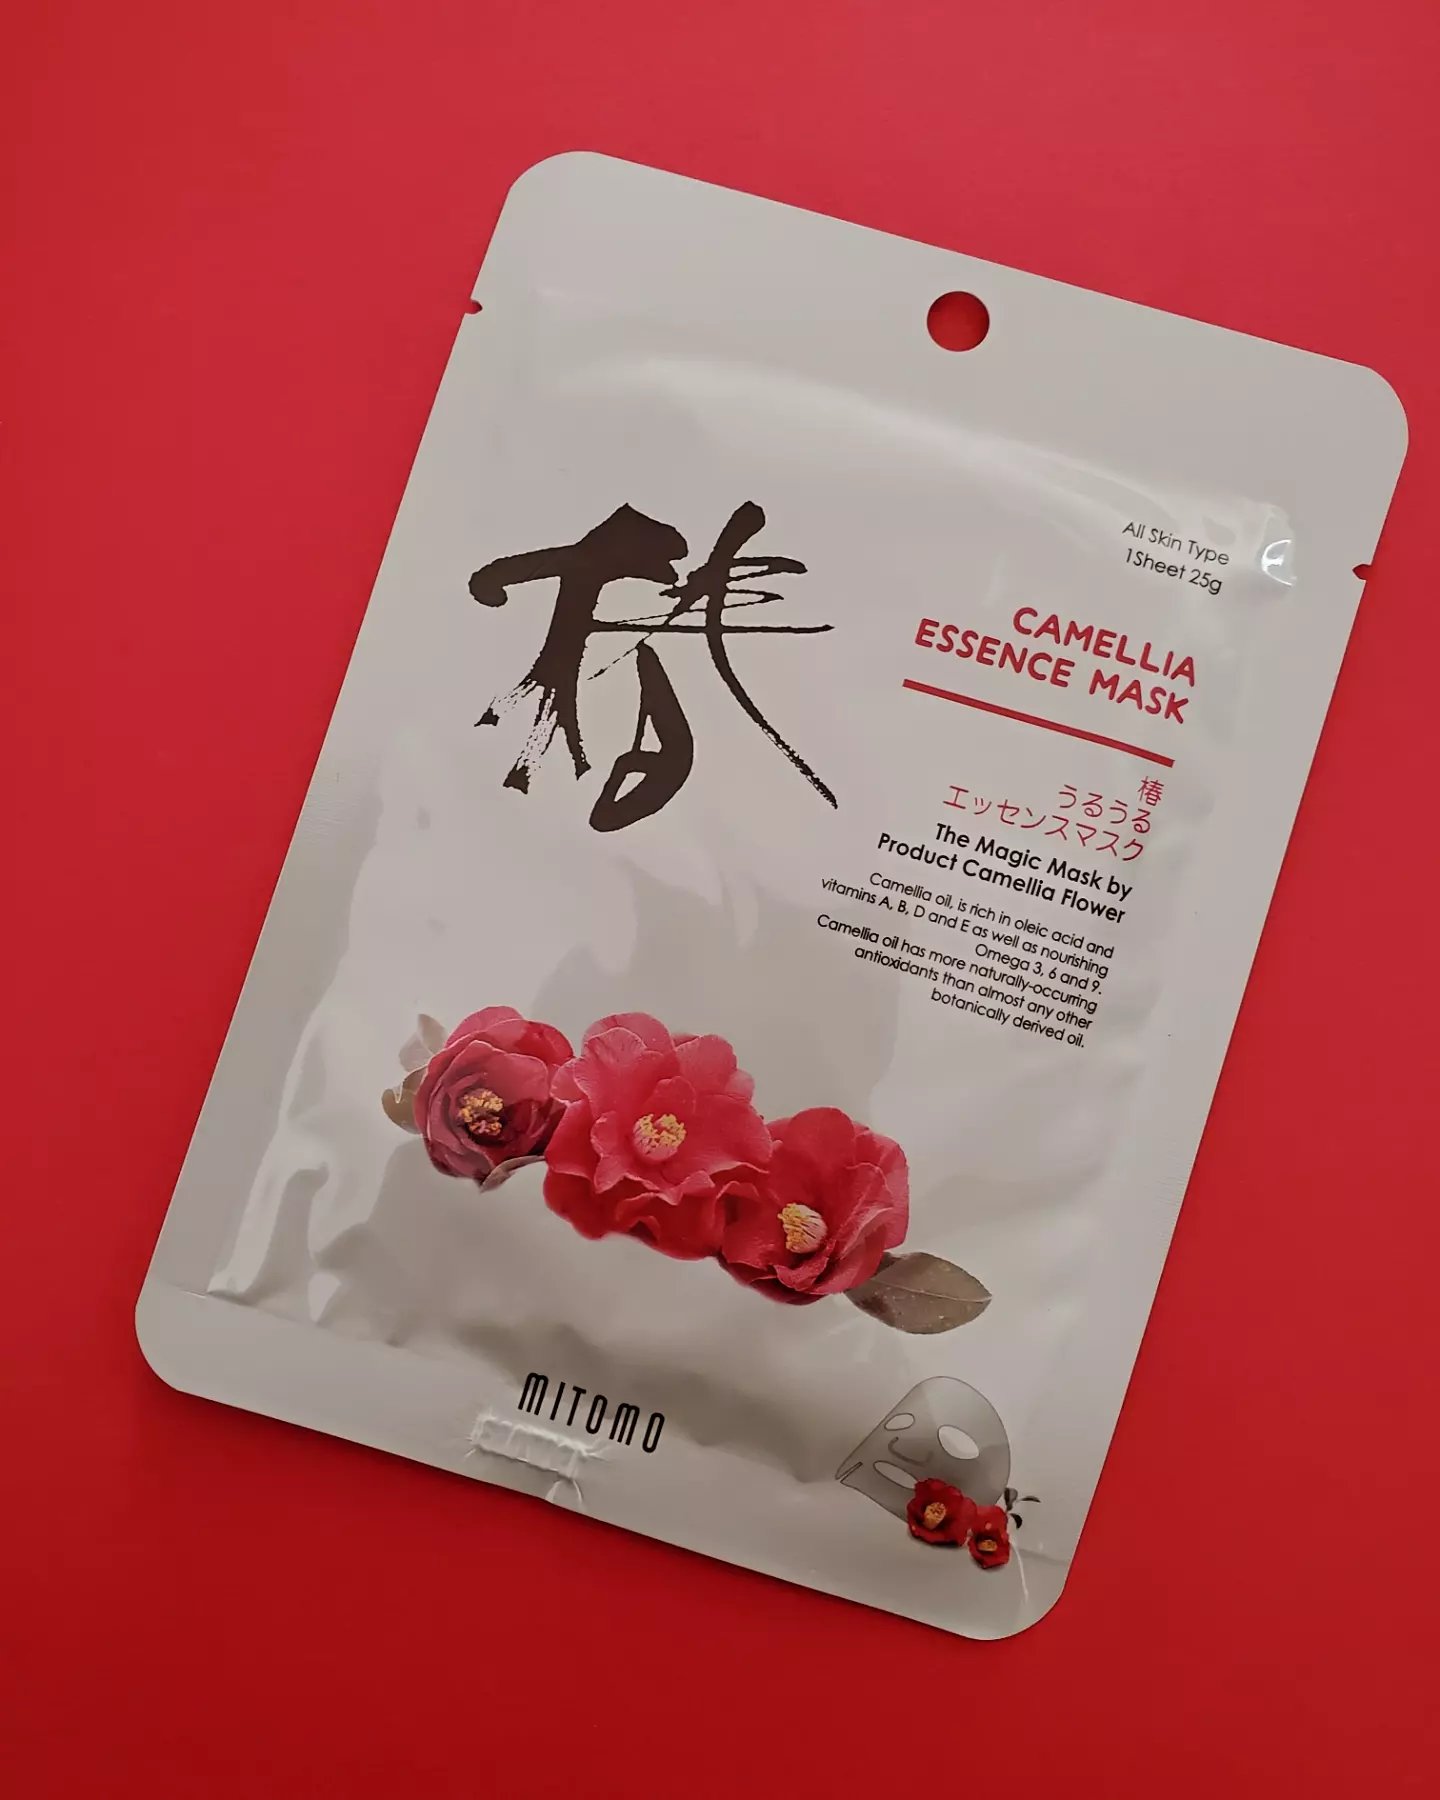 椿
All Skin Type
1Sheet 25g
CAMELLIA
ESSENCE MASK
椿
うるうる
エッセンスマスク
The Magic Mask by
Product Camellia Flower
Camellia oil, is rich in oleic acid and
vitamins A, B, D and E as well as nourishing
Omega 3, 6 and 9.
Camellia oil has more naturally-occurring
antioxidants than almost any other
botanically derived oil.
MITOMO